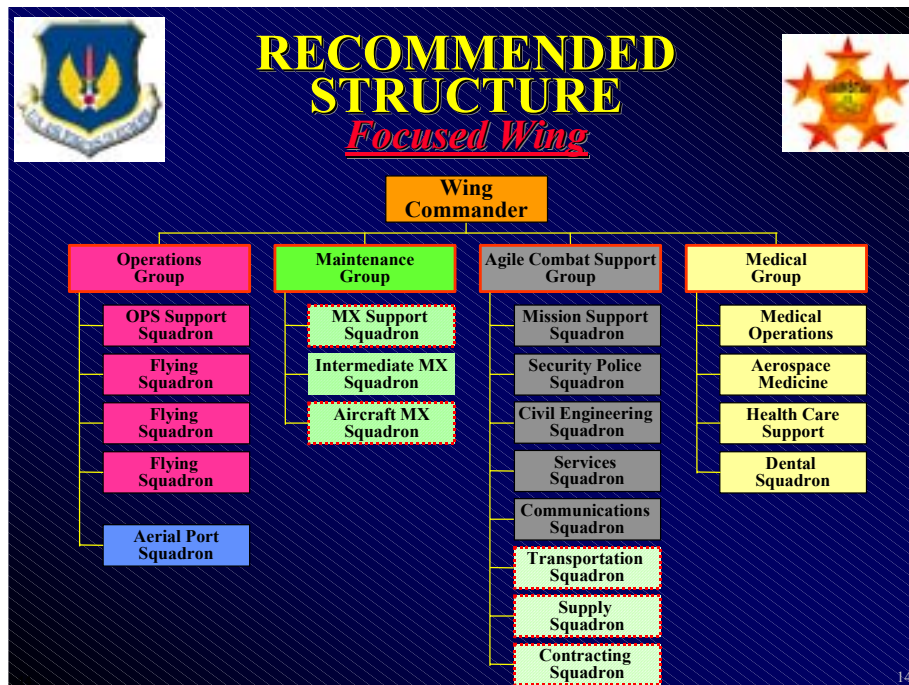 RECOMMENDED
STRUCTURE
Focused Wing
Wing
Commander
Operations
Group
Maintenance
Group
Agile Combat Support
Group
Medical
Group
OPS Support
Squadron
Flying
Squadron
Flying
Squadron
Flying
Squadron
Aerial Port
Squadron
MX Support
Squadron
Intermediate MX
Squadron
Aircraft MX
Squadron
Mission Support
Squadron
Security Police
Squadron
Civil Engineering
Squadron
Services
Squadron
Communications
Squadron
Transportation
Squadron
Supply
Squadron
Contracting
Squadron
Medical
Operations
Aerospace
Medicine
Health Care
Support
Dental
Squadron
14